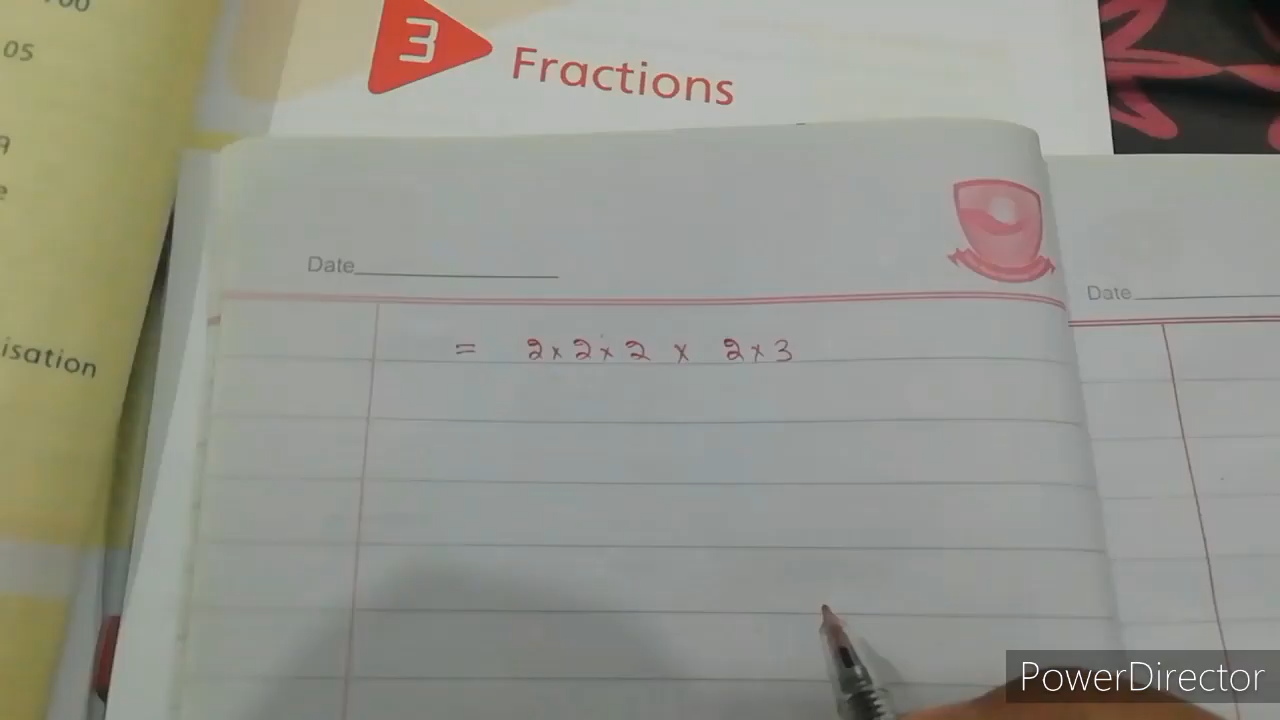 05
isation
3
Fractions
Date
Date
= 2 x 2 x 2 x 2 x 3
PowerDirector